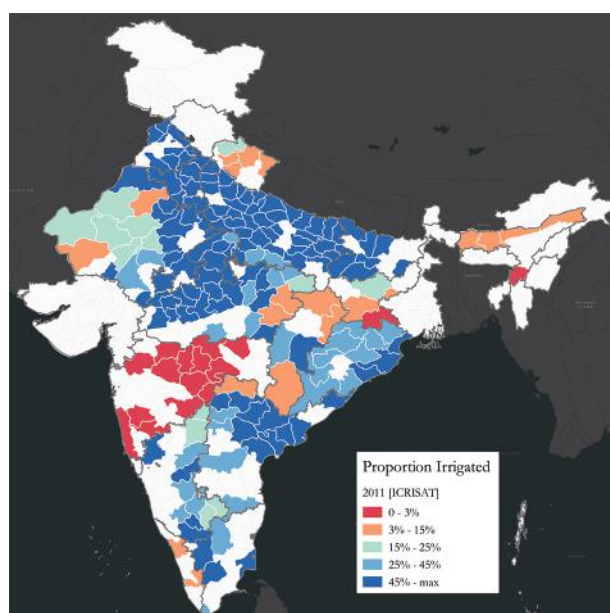 Proportion Irrigated
2011 [ICRISAT]
0 - 3%
3% - 15%
15% - 25%
25% - 45%
45% - max